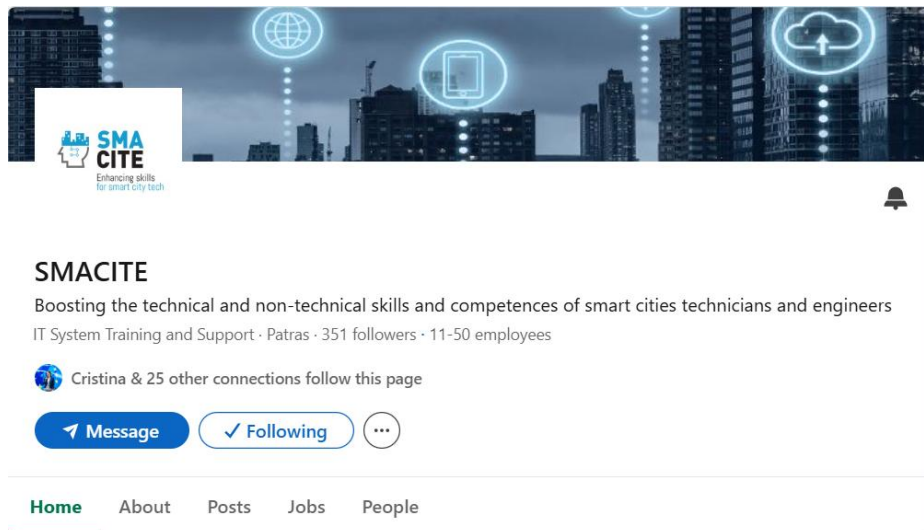 SMA
CITE
Enhancing skills
for smart city tech
SMACITE
Boosting the technical and non-technical skills and competences of smart cities technicians and engineers
IT System Training and Support · Patras · 351 followers · 11-50 employees
Cristina & 25 other connections follow this page
Message
Following
Home About Posts Jobs People